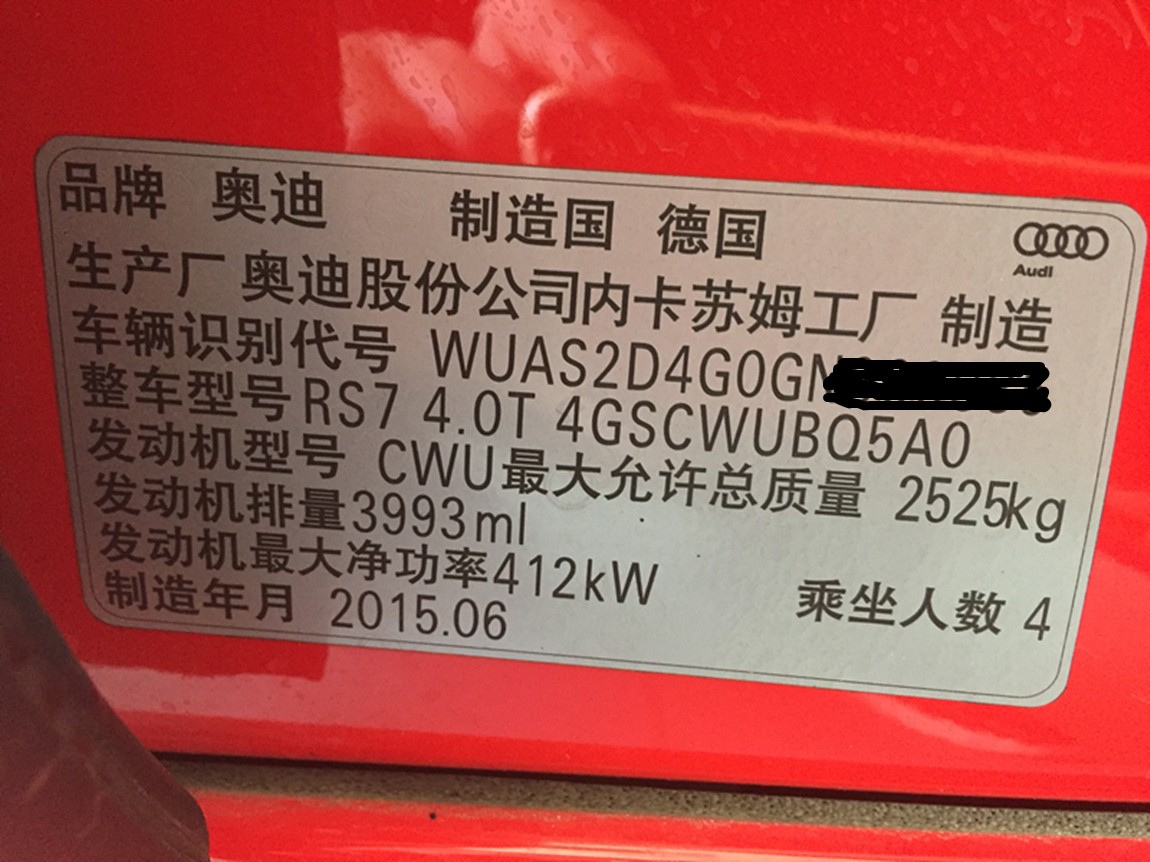 品牌 奥迪 制造国 德国
Audi
生产厂 奥迪股份公司内卡苏姆工厂 制造
车辆识别代号 WUAS2D4G0GN
整车型号 RS7 4.0T 4GSCWUBQ5A0
发动机型号 CWU 最大允许总质量 2525kg
发动机排量 3993ml
发动机最大净功率 412kW 乘坐人数 4
制造年月 2015.06